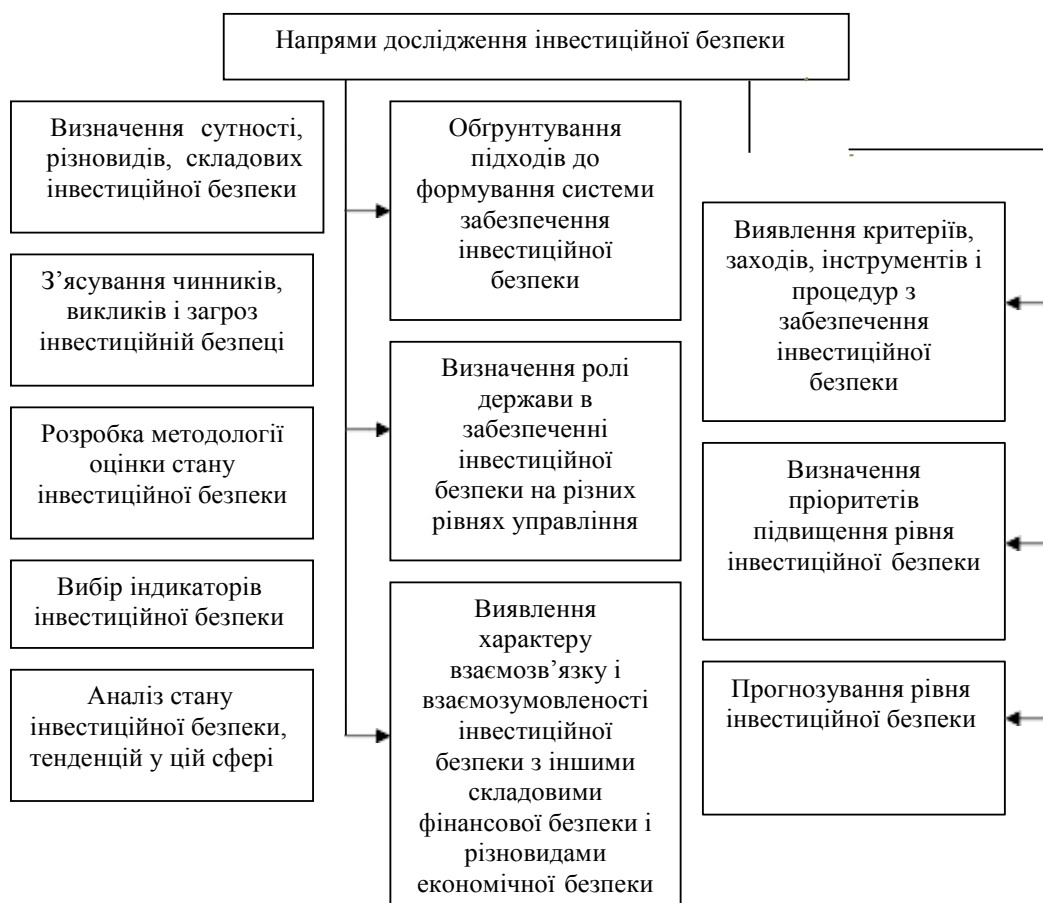 Напрями дослідження інвестиційної безпеки
Визначення сутності,
різновидів, складових
інвестиційної безпеки
З’ясування чинників,
викликів і загроз
інвестиційній безпеці
Розробка методології
оцінки стану
інвестиційної безпеки
Вибір індикаторів
інвестиційної безпеки
Аналіз стану
інвестиційної безпеки,
тенденцій у цій сфері
Обґрунтування
підходів до
формування системи
забезпечення
інвестиційної
безпеки
Визначення ролі
держави в
забезпеченні
інвестиційної
безпеки на різних
рівнях управління
Виявлення
характеру
взаємозв’язку і
взаємозумовленості
інвестиційної
безпеки з іншими
складовими
фінансової безпеки і
різновидами
економічної безпеки
Виявлення критеріїв,
заходів, інструментів і
процедур з
забезпечення
інвестиційної
безпеки
Визначення
пріоритетів
підвищення рівня
інвестиційної безпеки
Прогнозування рівня
інвестиційної безпеки